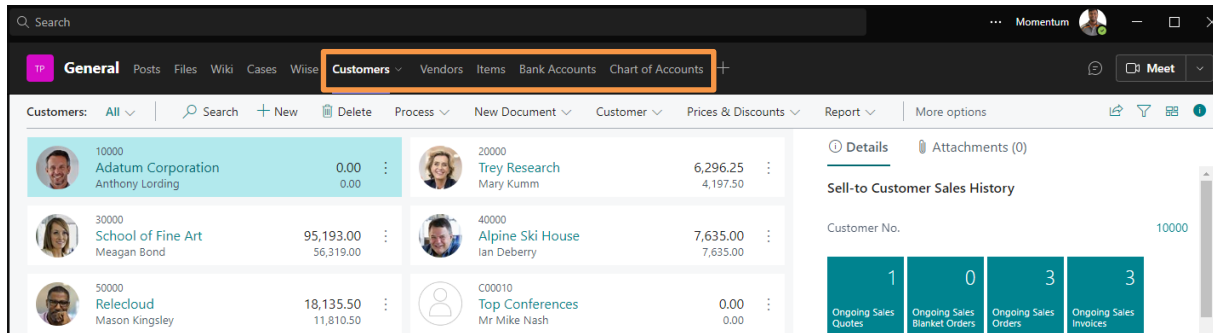 Search
Momentum
TP General Posts Files Wiki Cases Wiise Customers Vendors Items Bank Accounts Chart of Accounts
Meet
Customers: All Search New Delete Process New Document Customer Prices & Discounts Report More options
10000
Adatum Corporation 0.00
Anthony Lording 0.00
20000
Trey Research 6,296.25
Mary Kumm 4,197.50
30000
School of Fine Art 95,193.00
Meagan Bond 56,319.00
40000
Alpine Ski House 7,635.00
Ian Deberry 7,635.00
50000
Relecloud 18,135.50
Mason Kingsley 11,810.50
C00010
Top Conferences 0.00
Mr Mike Nash 0.00
Details Attachments (0)
Sell-to Customer Sales History
Customer No. 10000
1
Ongoing Sales
Quotes
0
Ongoing Sales
Blanket Orders
3
Ongoing Sales
Orders
3
Ongoing Sales
Invoices